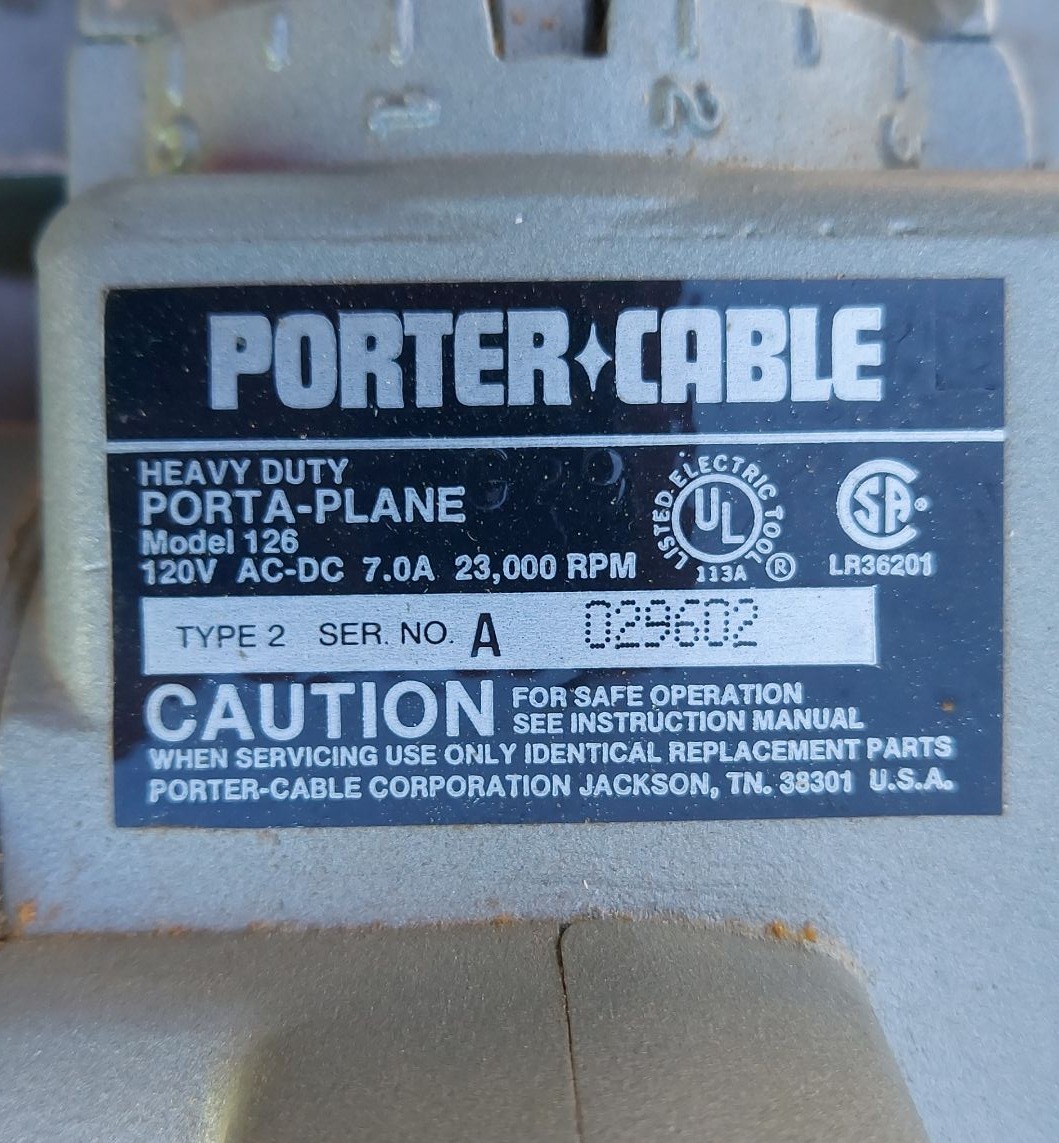 1 2
PORTER CABLE
HEAVY DUTY
PORTA-PLANE
Model 126
120V AC-DC 7.0A 23,000 RPM
LISTED ELECTRIC TOOL
UL
113A ®
SA®
LR36201
TYPE 2 SER. NO. A 029602
CAUTION FOR SAFE OPERATION
SEE INSTRUCTION MANUAL
WHEN SERVICING USE ONLY IDENTICAL REPLACEMENT PARTS
PORTER-CABLE CORPORATION JACKSON, TN. 38301 U.S.A.